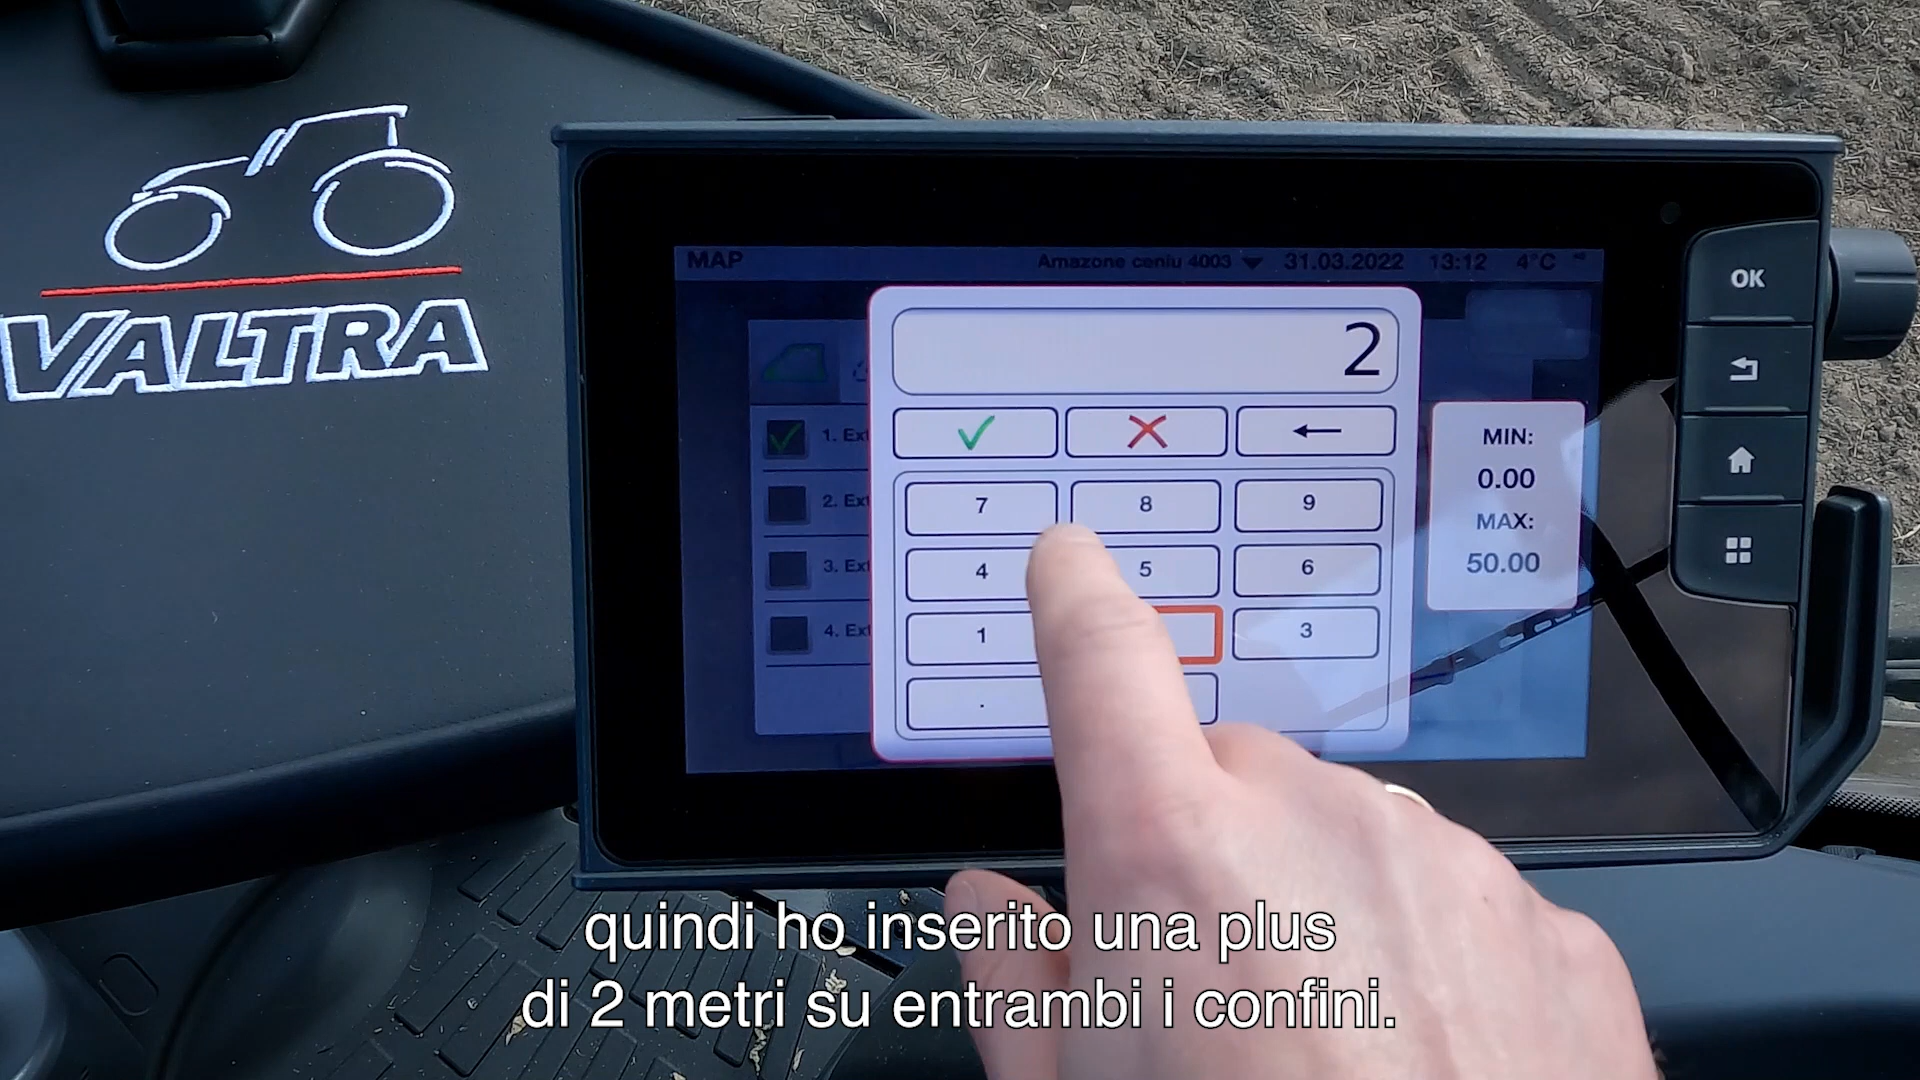 VALTRA
MAP
Amazone ceniu 4003 31.03.2022 13:12 4°C
2
1. Ext
2. Ext
3. Ext
4. Ext
7 8 9
4 5 6
1 3
.
MIN:
0.00
MAX:
50.00
OK
quindi ho inserito una plus
di 2 metri su entrambi i confini.